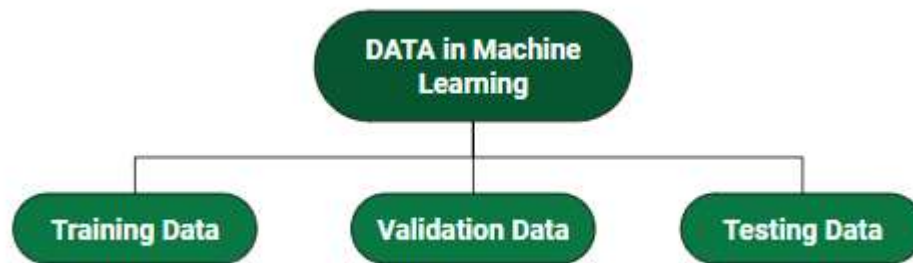 DATA in Machine
Learning
Training Data
Validation Data
Testing Data